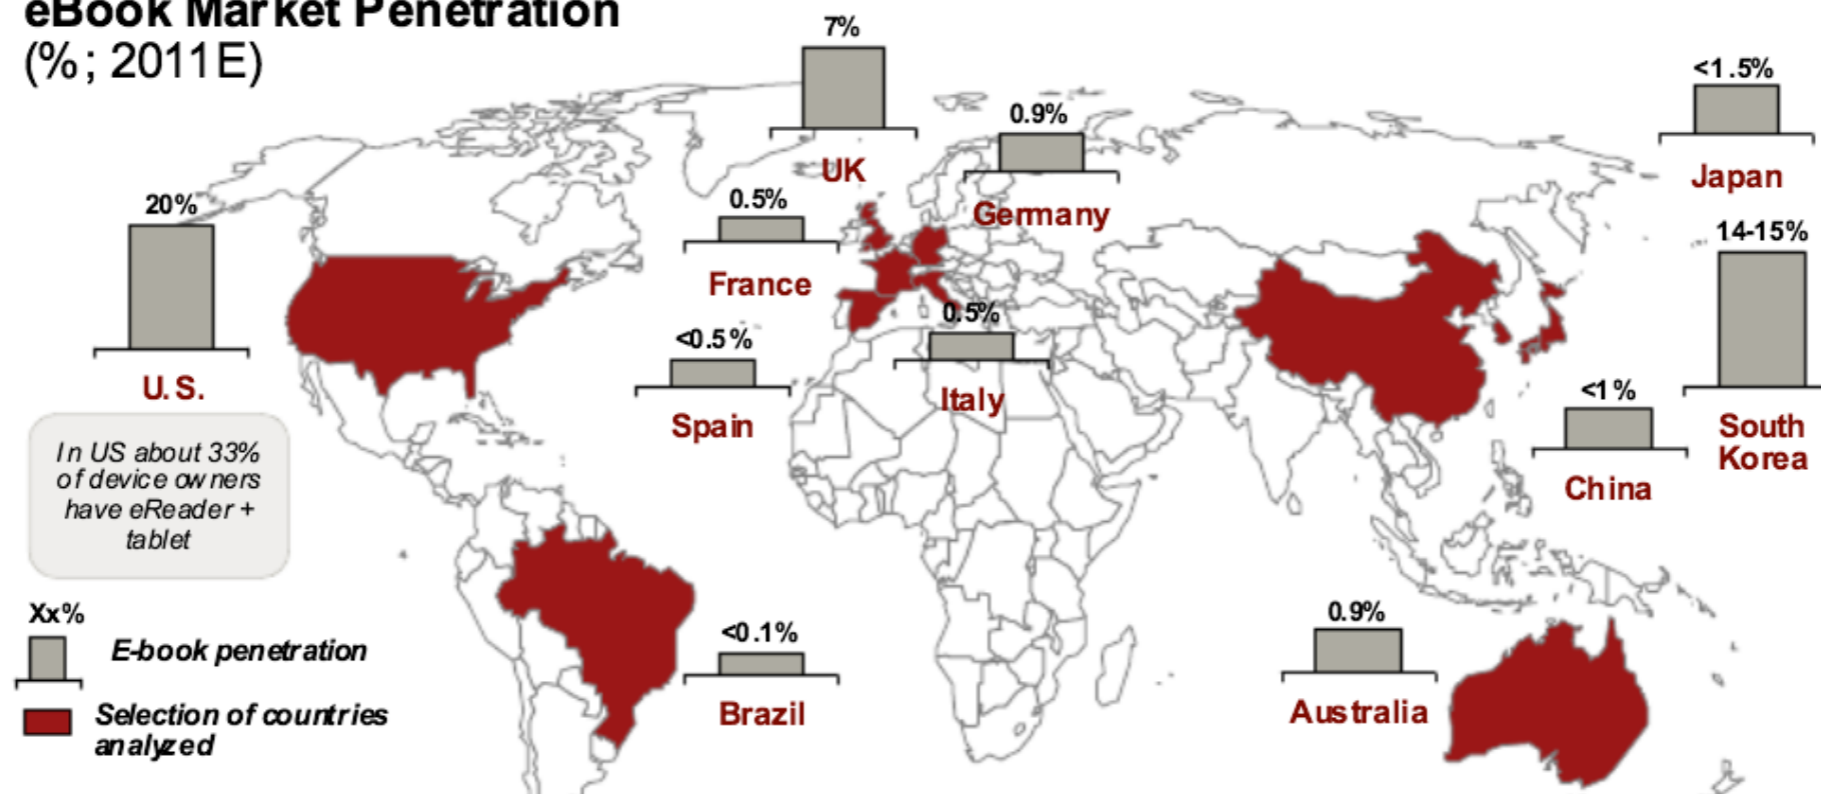 eBook Market Penetration
(%; 2011E)
7%
UK
0.9%
Germany
<1.5%
Japan
20%
U.S.
0.5%
France
14-15%
South
Korea
<0.5%
Spain
0.5%
Italy
<1%
China
In US about 33%
of device owners
have eReader +
tablet
Xx%
E-book penetration
Selection of countries
analyzed
<0.1%
Brazil
0.9%
Australia